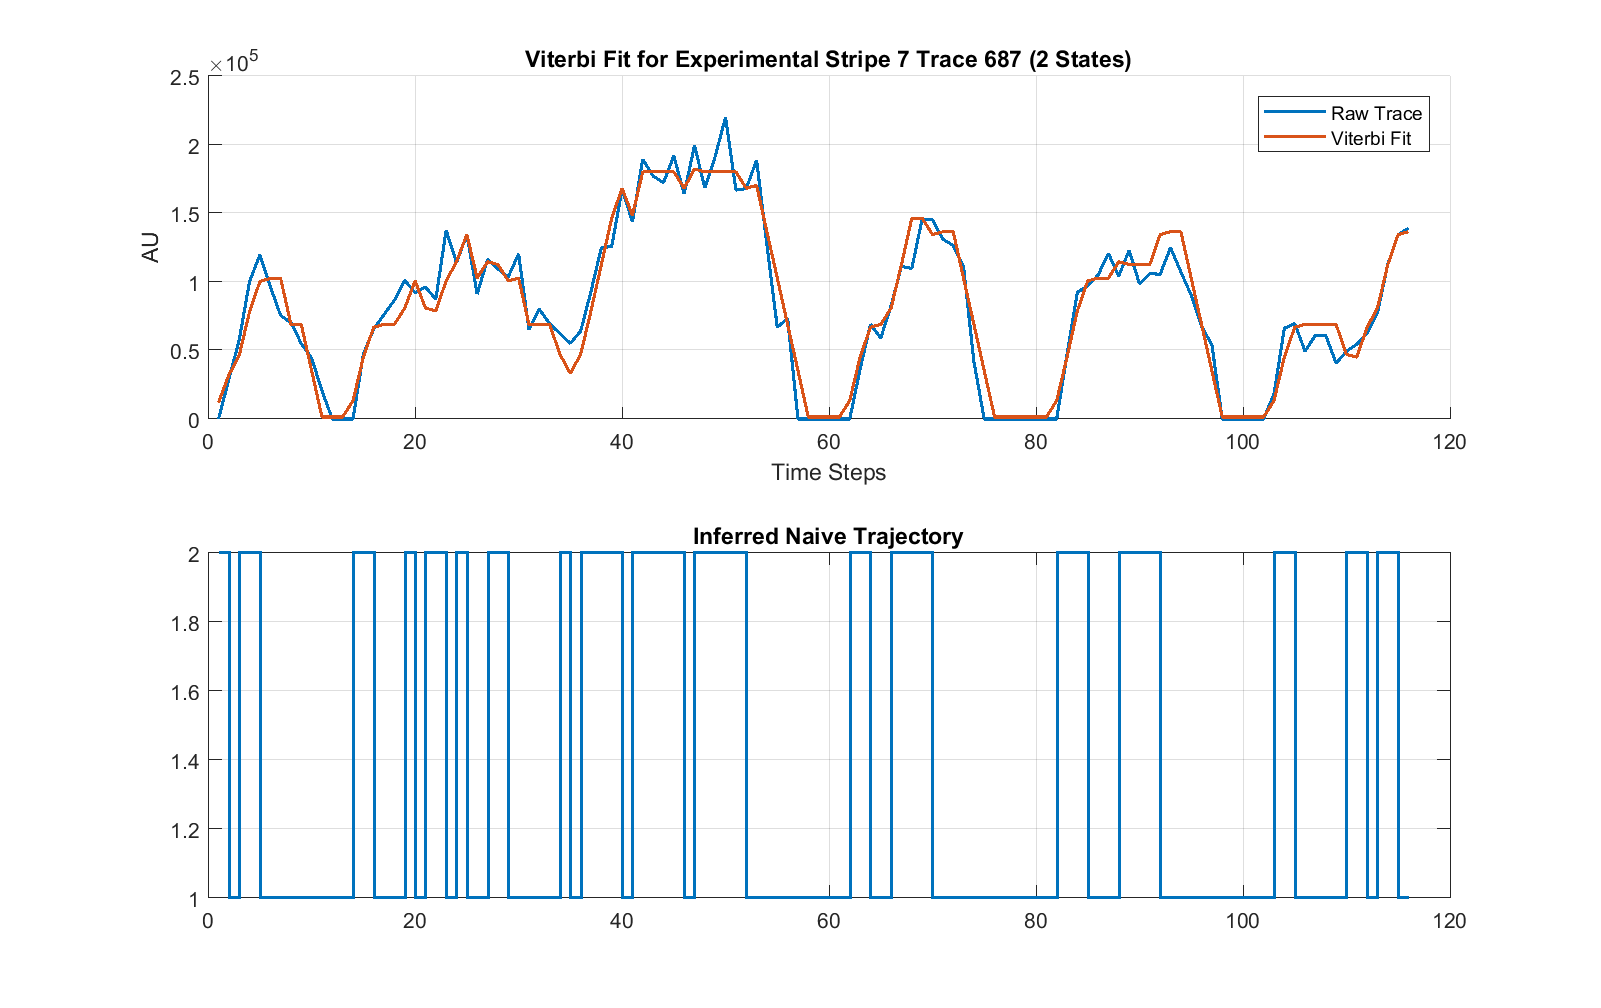 Viterbi Fit for Experimental Stripe 7 Trace 687 (2 States)
×10^5
2.5
2
1.5
1
0.5
0
AU
Raw Trace
Viterbi Fit
0 20 40 60 80 100 120
Time Steps
Inferred Naive Trajectory
2
1.8
1.6
1.4
1.2
1
0 20 40 60 80 100 120